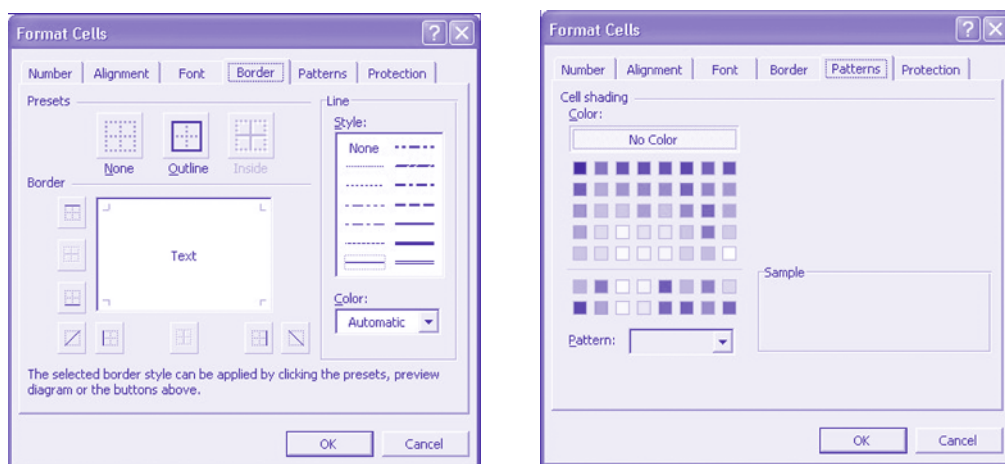 Format Cells
Number Alignment Font Border Patterns Protection
Presets
None Outline Inside
Border
Text
Line
Style:
None
Color:
Automatic
The selected border style can be applied by clicking the presets, preview
diagram or the buttons above.
OK Cancel
Format Cells
Number Alignment Font Border Patterns Protection
Cell shading
Color:
No Color
Sample
Pattern:
OK Cancel